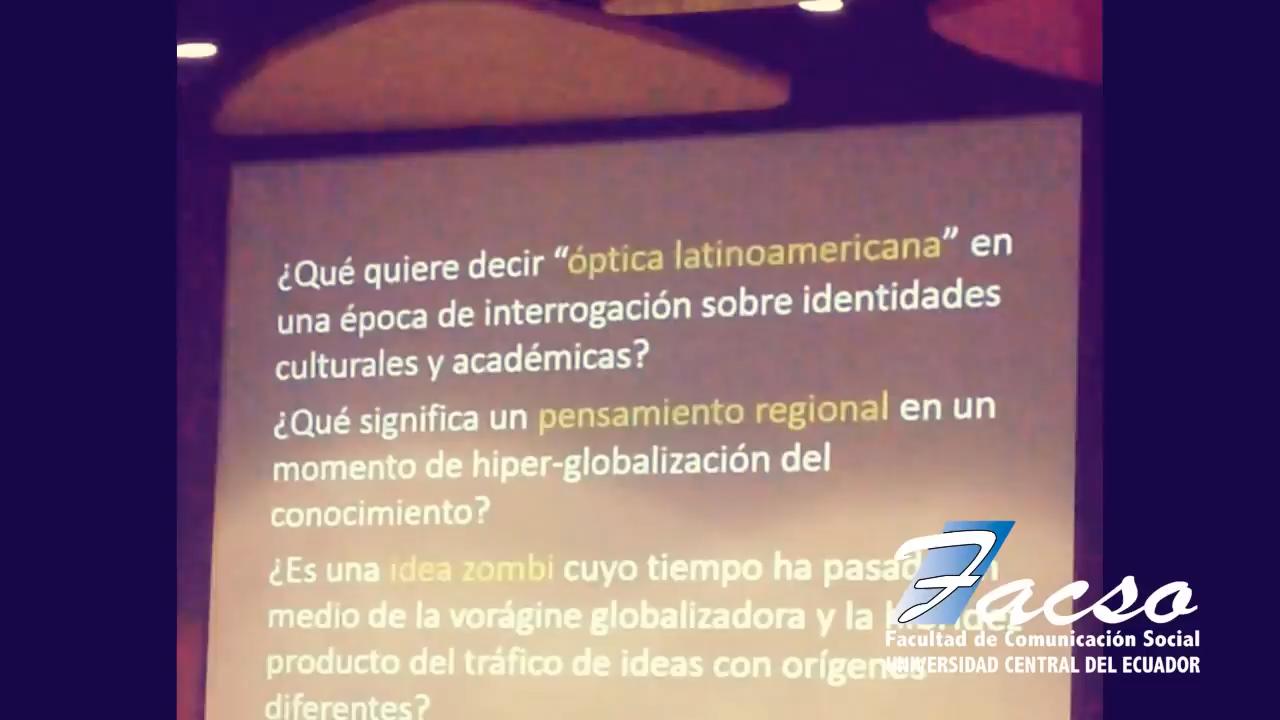 ¿Qué quiere decir “óptica latinoamericana” en
una época de interrogación sobre identidades
culturales y académicas?
¿Qué significa un pensamiento regional en un
momento de hiper-globalización del
conocimiento?
¿Es una idea zombi cuyo tiempo ha pasado en
medio de la vorágine globalizadora y la hibridez
producto del tráfico de ideas con orígenes
diferentes?
Facso
Facultad de Comunicación Social
UNIVERSIDAD CENTRAL DEL ECUADOR